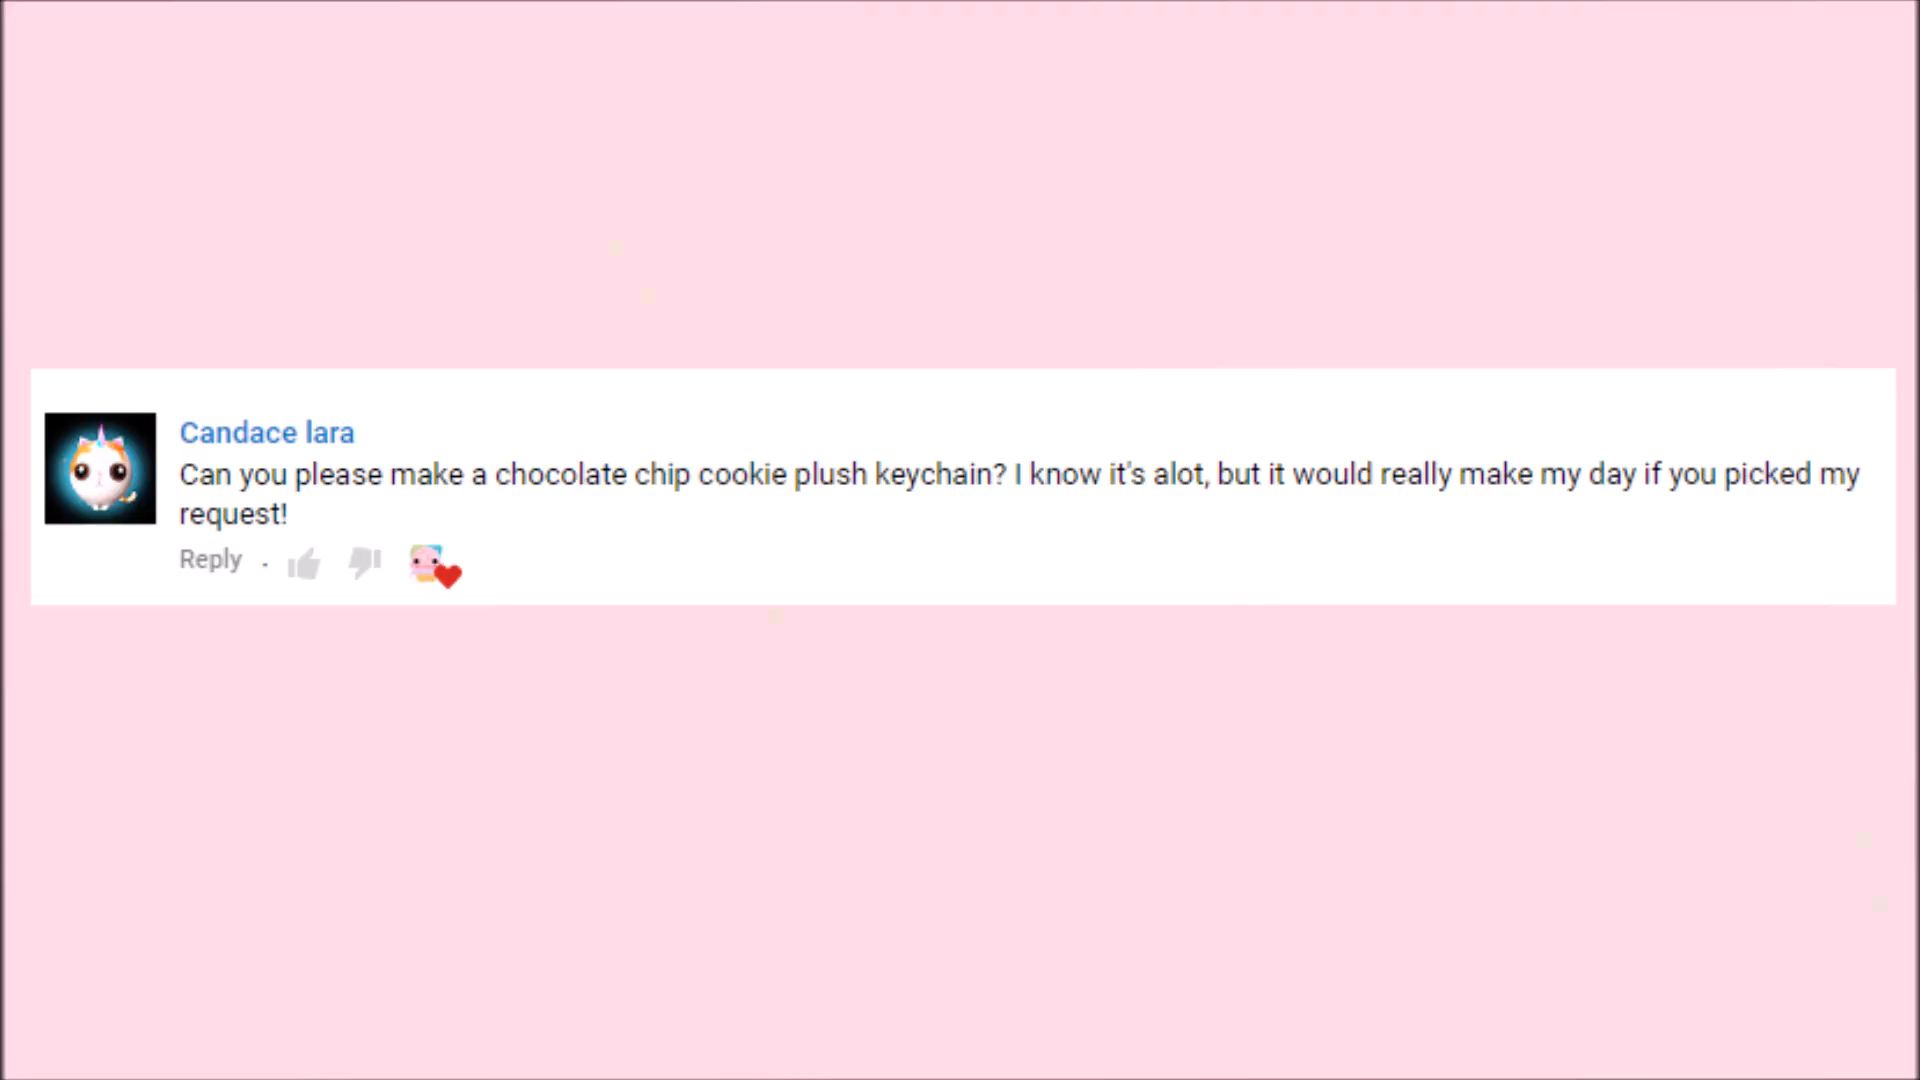 Candace lara
Can you please make a chocolate chip cookie plush keychain? I know it's alot, but it would really make my day if you picked my
request!
Reply .